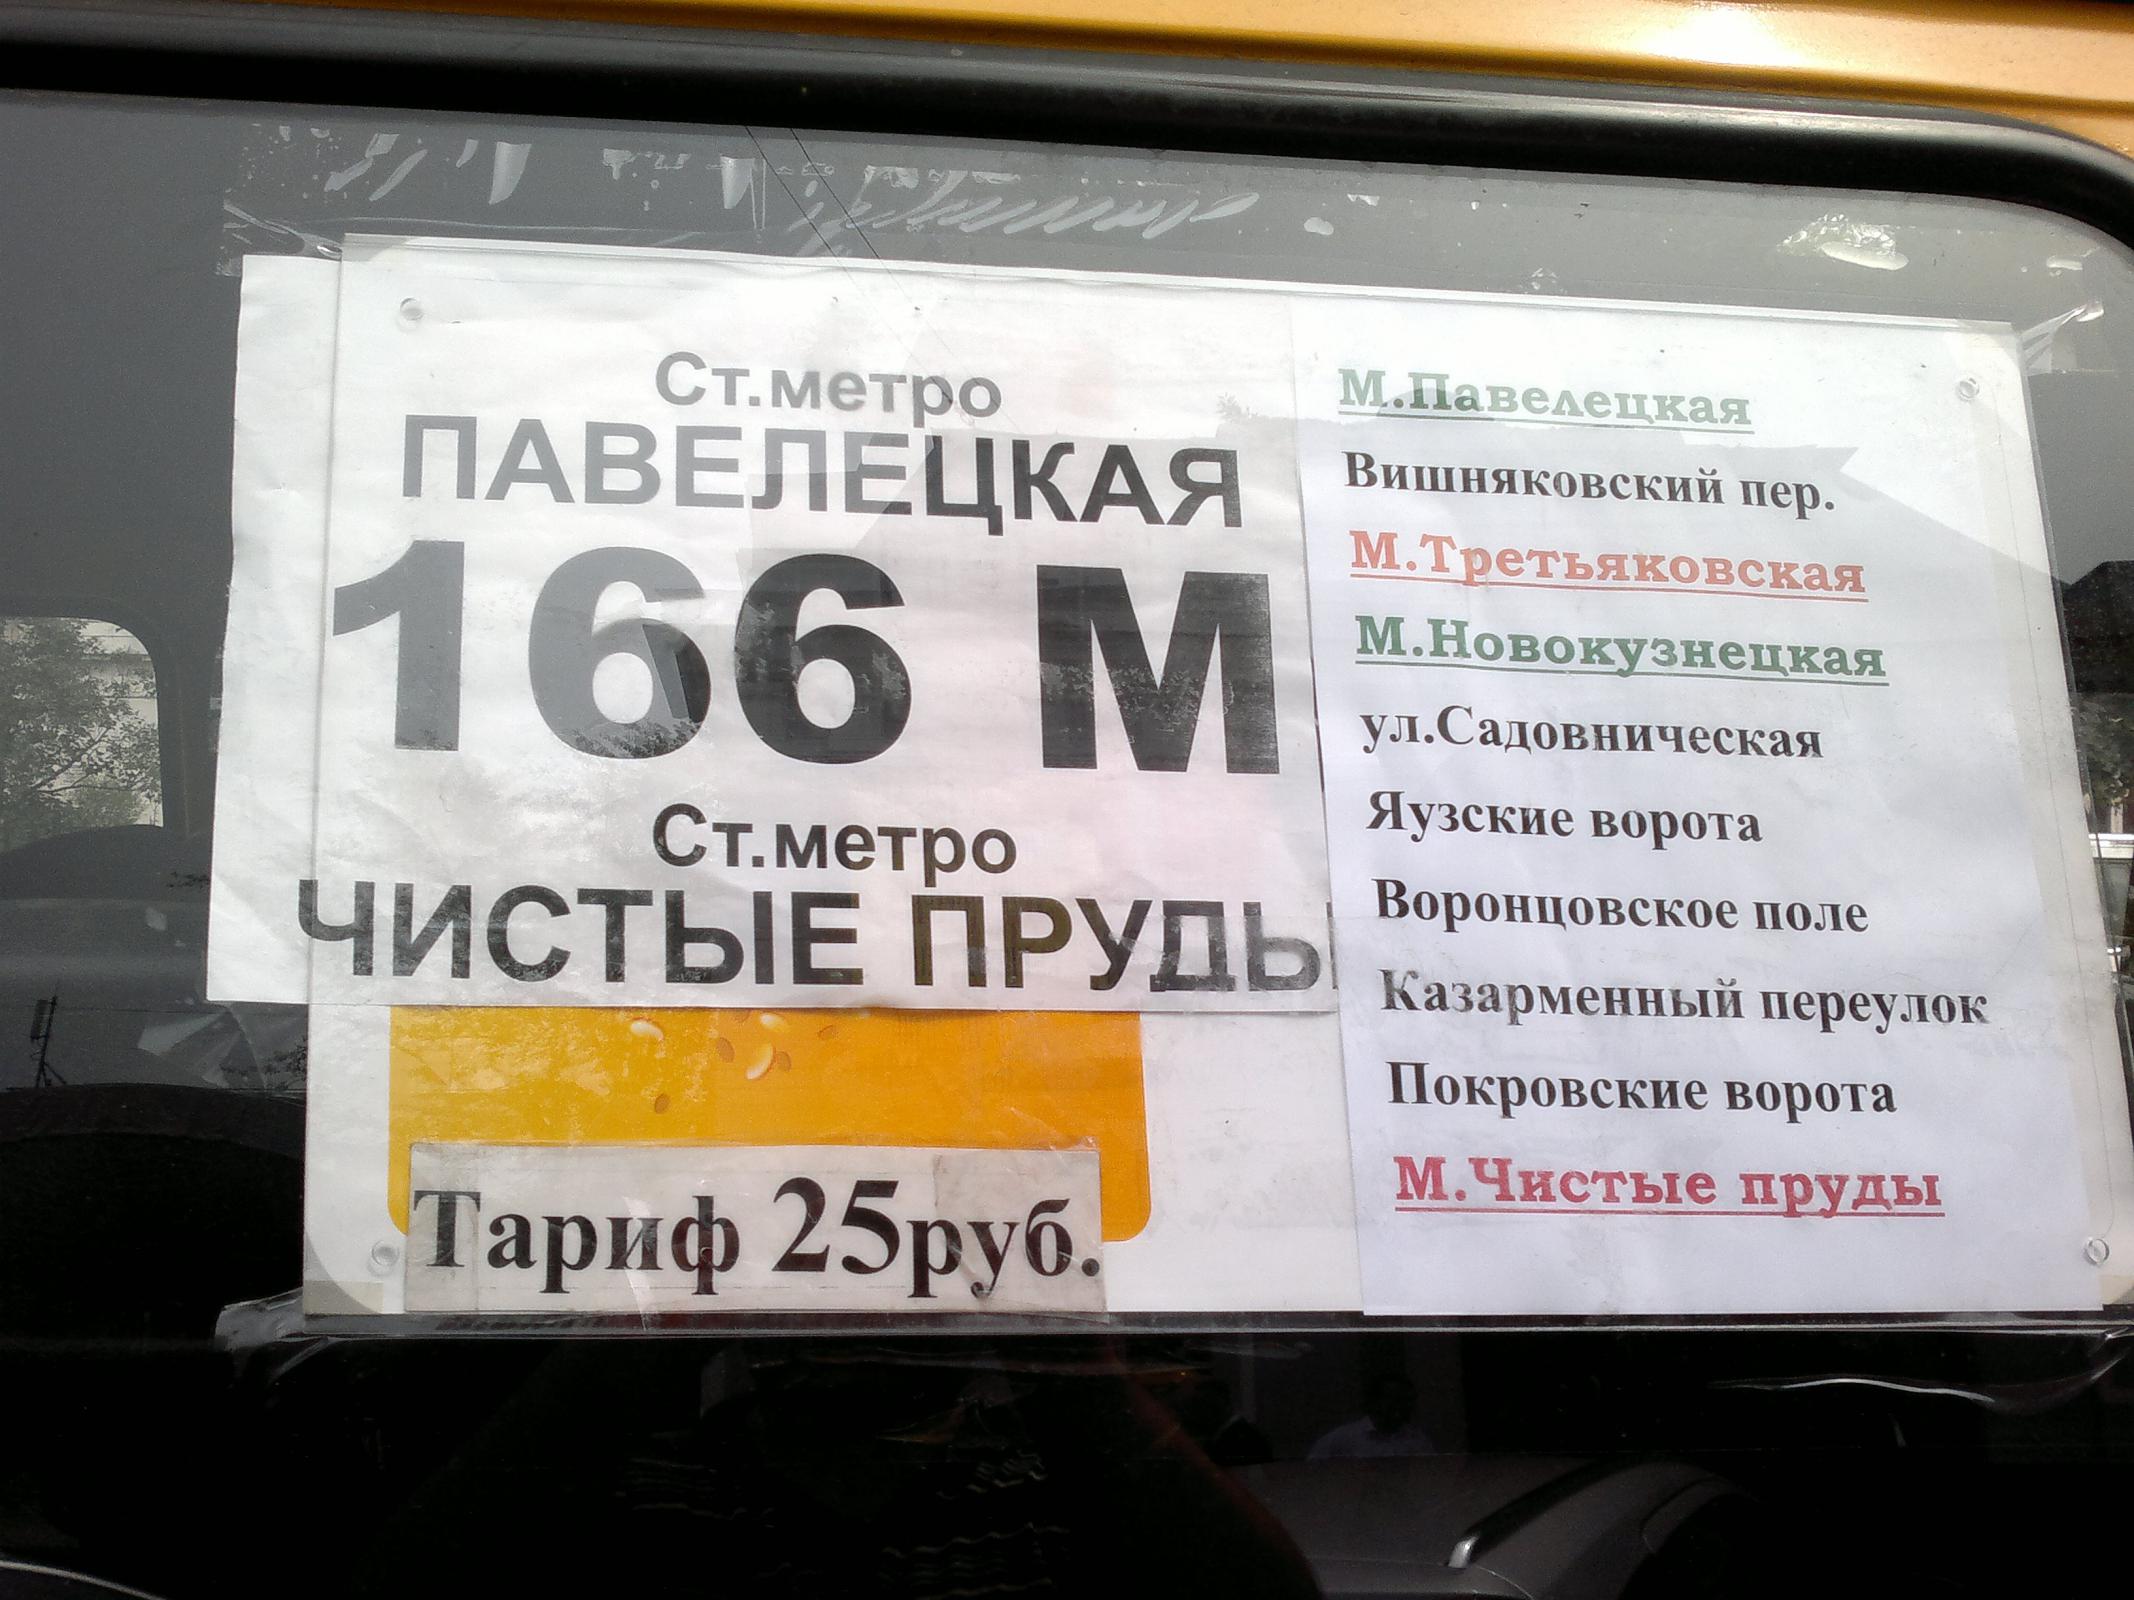 Ст.метро
ПАВЕЛЕЦКАЯ
166 М
Ст.метро
ЧИСТЫЕ ПРУДЫ
Тариф 25руб.
М.Павелецкая
Вишняковский пер.
М.Третьяковская
М.Новокузнецкая
ул.Садовническая
Яузские ворота
Воронцовское поле
Казарменный переулок
Покровские ворота
М.Чистые пруды